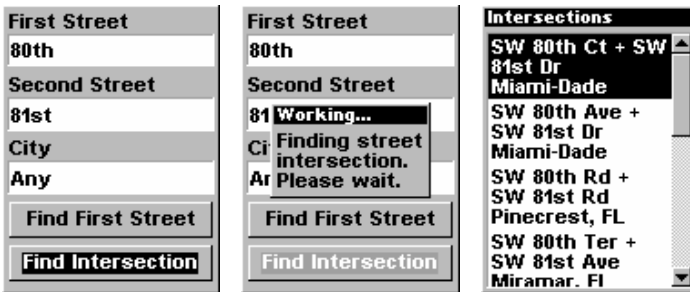 First Street
80th
Second Street
81st
City
Any
Find First Street
Find Intersection
First Street
80th
Second Street
81
Working...
Finding street
intersection.
Please wait.
Find First Street
Find Intersection
Intersections
SW 80th Ct + SW
81st Dr
Miami-Dade
SW 80th Ave +
SW 81st Dr
Miami-Dade
SW 80th Rd +
SW 81st Rd
Pinecrest, FL
SW 80th Ter +
SW 81st Ave
Miramar, FL